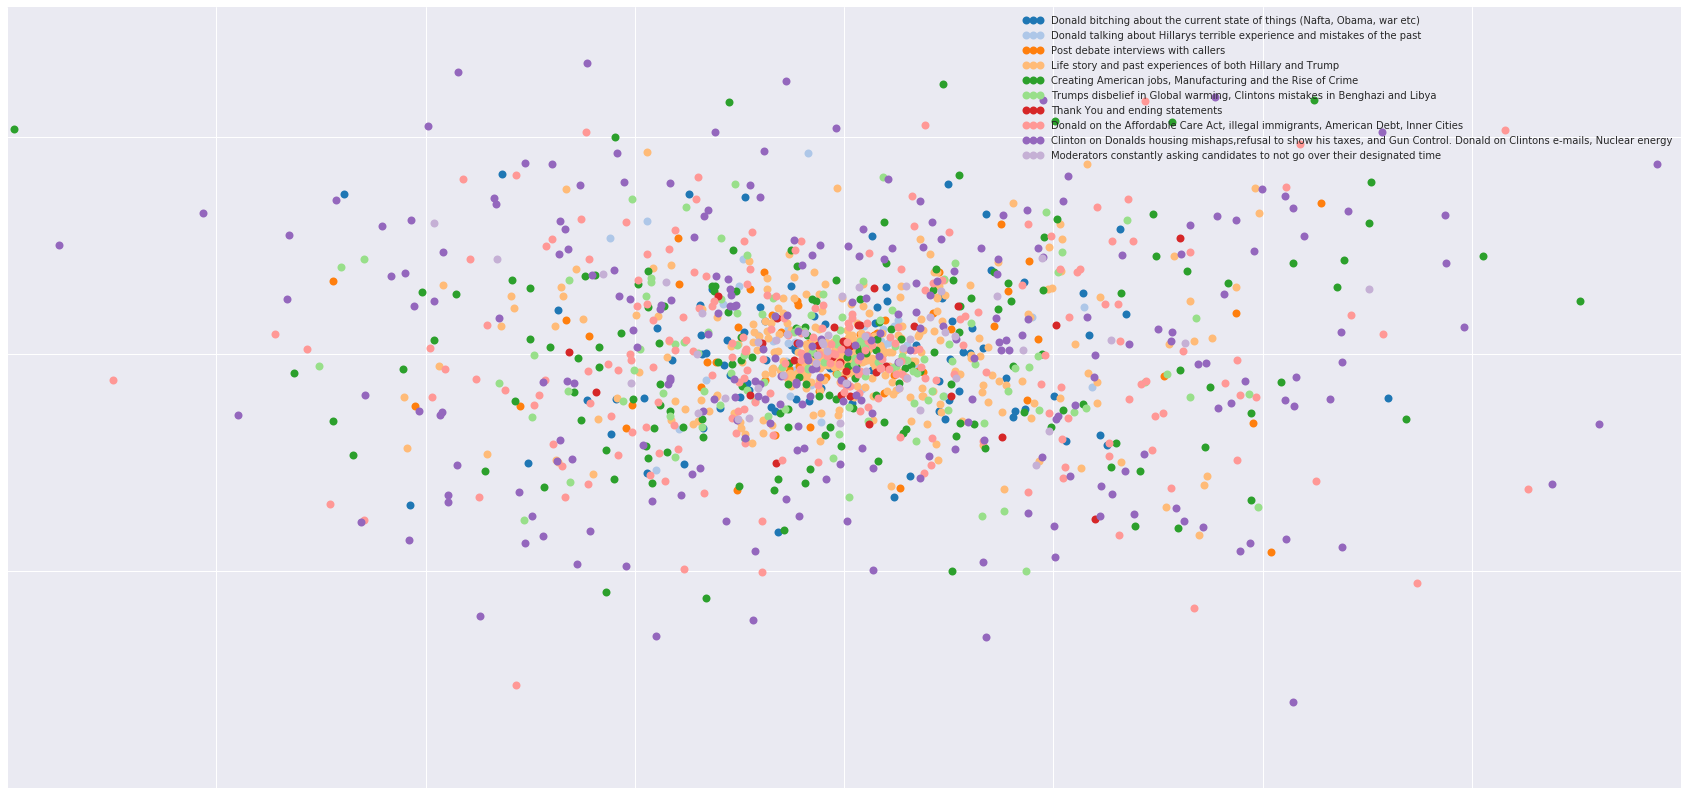 Donald bitching about the current state of things (Nafta, Obama, war etc)
Donald talking about Hillarys terrible experience and mistakes of the past
Post debate interviews with callers
Life story and past experiences of both Hillary and Trump
Creating American jobs, Manufacturing and the Rise of Crime
Trumps disbelief in Global warming, Clintons mistakes in Benghazi and Libya
Thank You and ending statements
Donald on the Affordable Care Act, illegal immigrants, American Debt, Inner Cities
Clinton on Donalds housing mishaps,refusal to show his taxes, and Gun Control. Donald on Clintons e-mails, Nuclear energy
Moderators constantly asking candidates to not go over their designated time